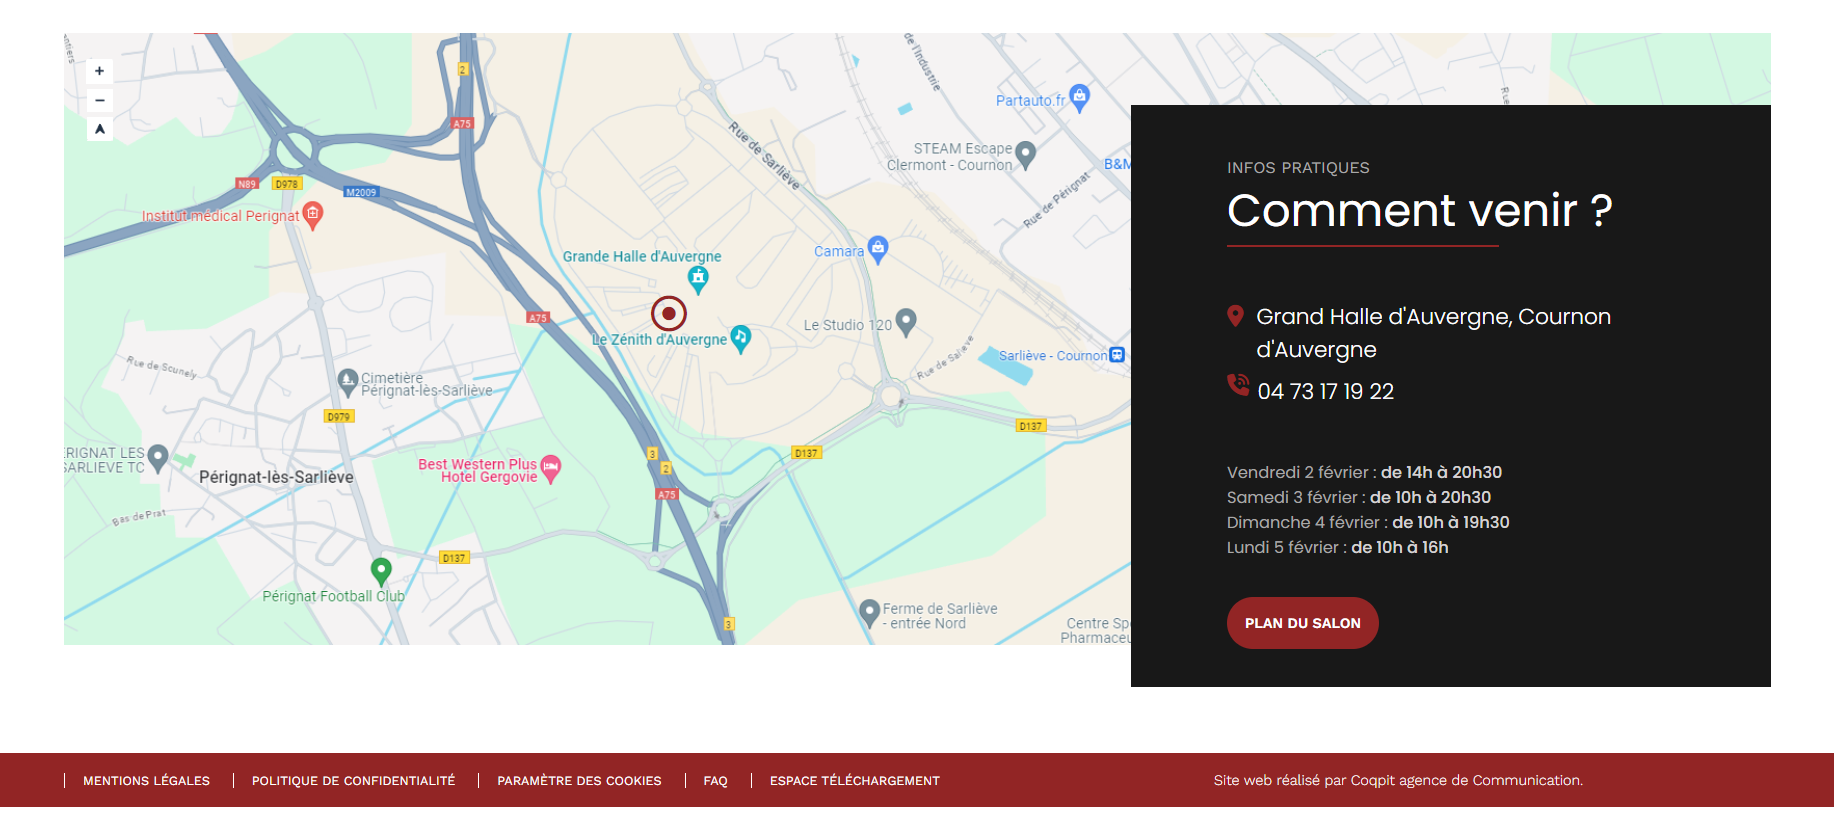 +
−
2
A75
N89
D978
M2009
Institut médical Perignat
Rue de Sarliève
de l'Industrie
Partauto.fr
STEAM Escape
Clermont - Cournon
B&M
Rue de Pérignat
Grande Halle d'Auvergne
Camara
A75
Le Zénith d'Auvergne
Le Studio 120
Sarliève - Cournon
Rue de Sarliève
Rue de Scunely
Cimetière
Pérignat-lès-Sarliève
D979
D137
ERIGNAT LES
SARLIEVE TC
Pérignat-lès-Sarliève
Best Western Plus
Hotel Gergovie
3
2
D137
A75
Bas de Prat
D137
Pérignat Football Club
Ferme de Sarliève
- entrée Nord
3
Centre Sp
Pharmaceu
INFOS PRATIQUES
Comment venir ?
Grand Halle d'Auvergne, Cournon
d'Auvergne
04 73 17 19 22
Vendredi 2 février : de 14h à 20h30
Samedi 3 février : de 10h à 20h30
Dimanche 4 février : de 10h à 19h30
Lundi 5 février : de 10h à 16h
PLAN DU SALON
MENTIONS LÉGALES
POLITIQUE DE CONFIDENTIALITÉ
PARAMÈTRE DES COOKIES
FAQ
ESPACE TÉLÉCHARGEMENT
Site web réalisé par Coqpit agence de Communication.